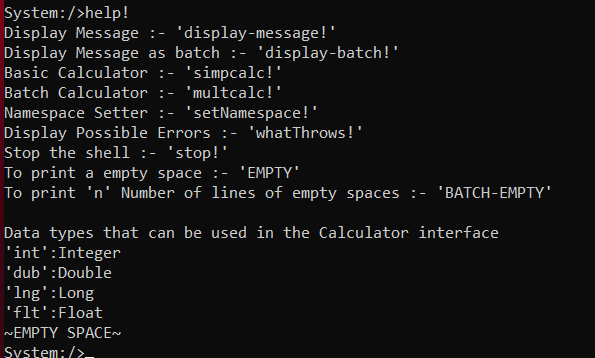 System:/>help!
Display Message :- 'display-message!'
Display Message as batch :- 'display-batch!'
Basic Calculator :- 'simpcalc!'
Batch Calculator :- 'multcalc!'
Namespace Setter :- 'setNamespace!'
Display Possible Errors :- 'whatThrows!'
Stop the shell :- 'stop!'
To print a empty space :- 'EMPTY'
To print 'n' Number of lines of empty spaces :- 'BATCH-EMPTY'
Data types that can be used in the Calculator interface
'int':Integer
'dub':Double
'lng':Long
'flt':Float
~EMPTY SPACE~
System:/>_